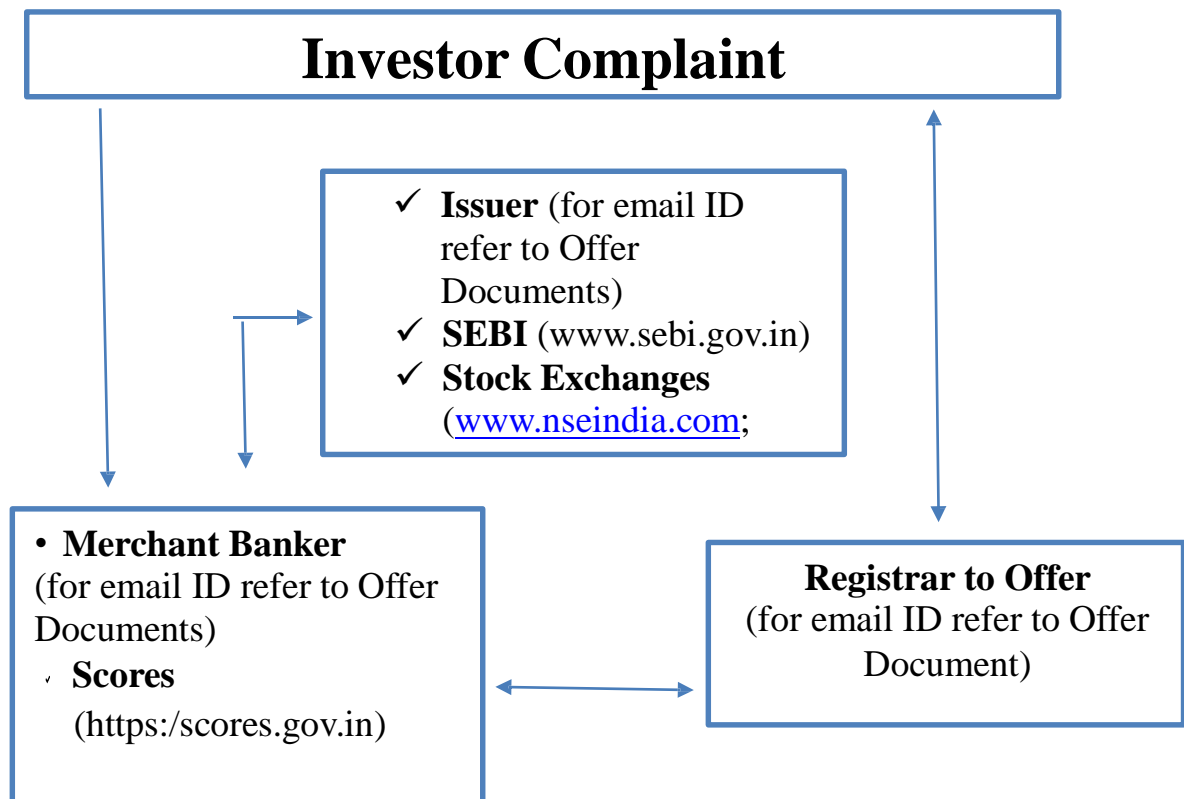 Investor Complaint
✓ Issuer (for email ID
refer to Offer
Documents)
✓ SEBI (www.sebi.gov.in)
✓ Stock Exchanges
(www.nseindia.com;
• Merchant Banker
(for email ID refer to Offer
Documents)
✓ Scores
(https:/scores.gov.in)
Registrar to Offer
(for email ID refer to Offer
Document)